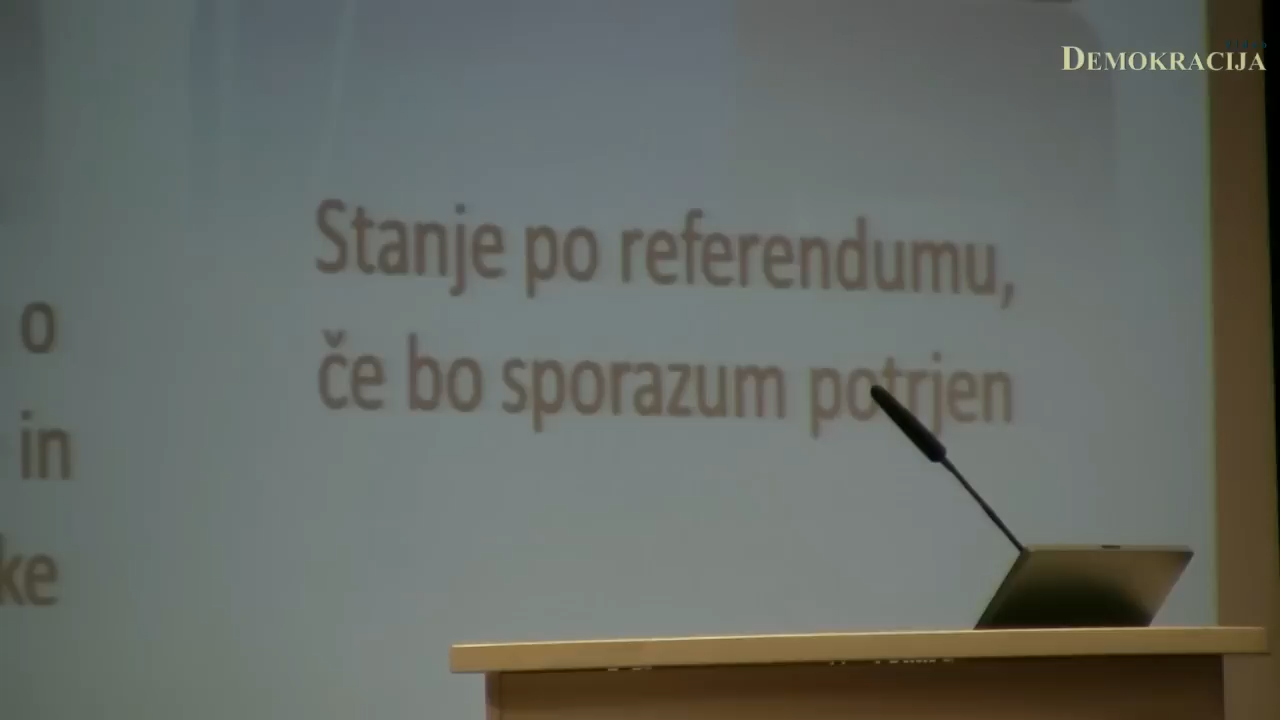 DEMOKRACIJA
Stanje po referendumu,
če bo sporazum potrjen
o
in
ke